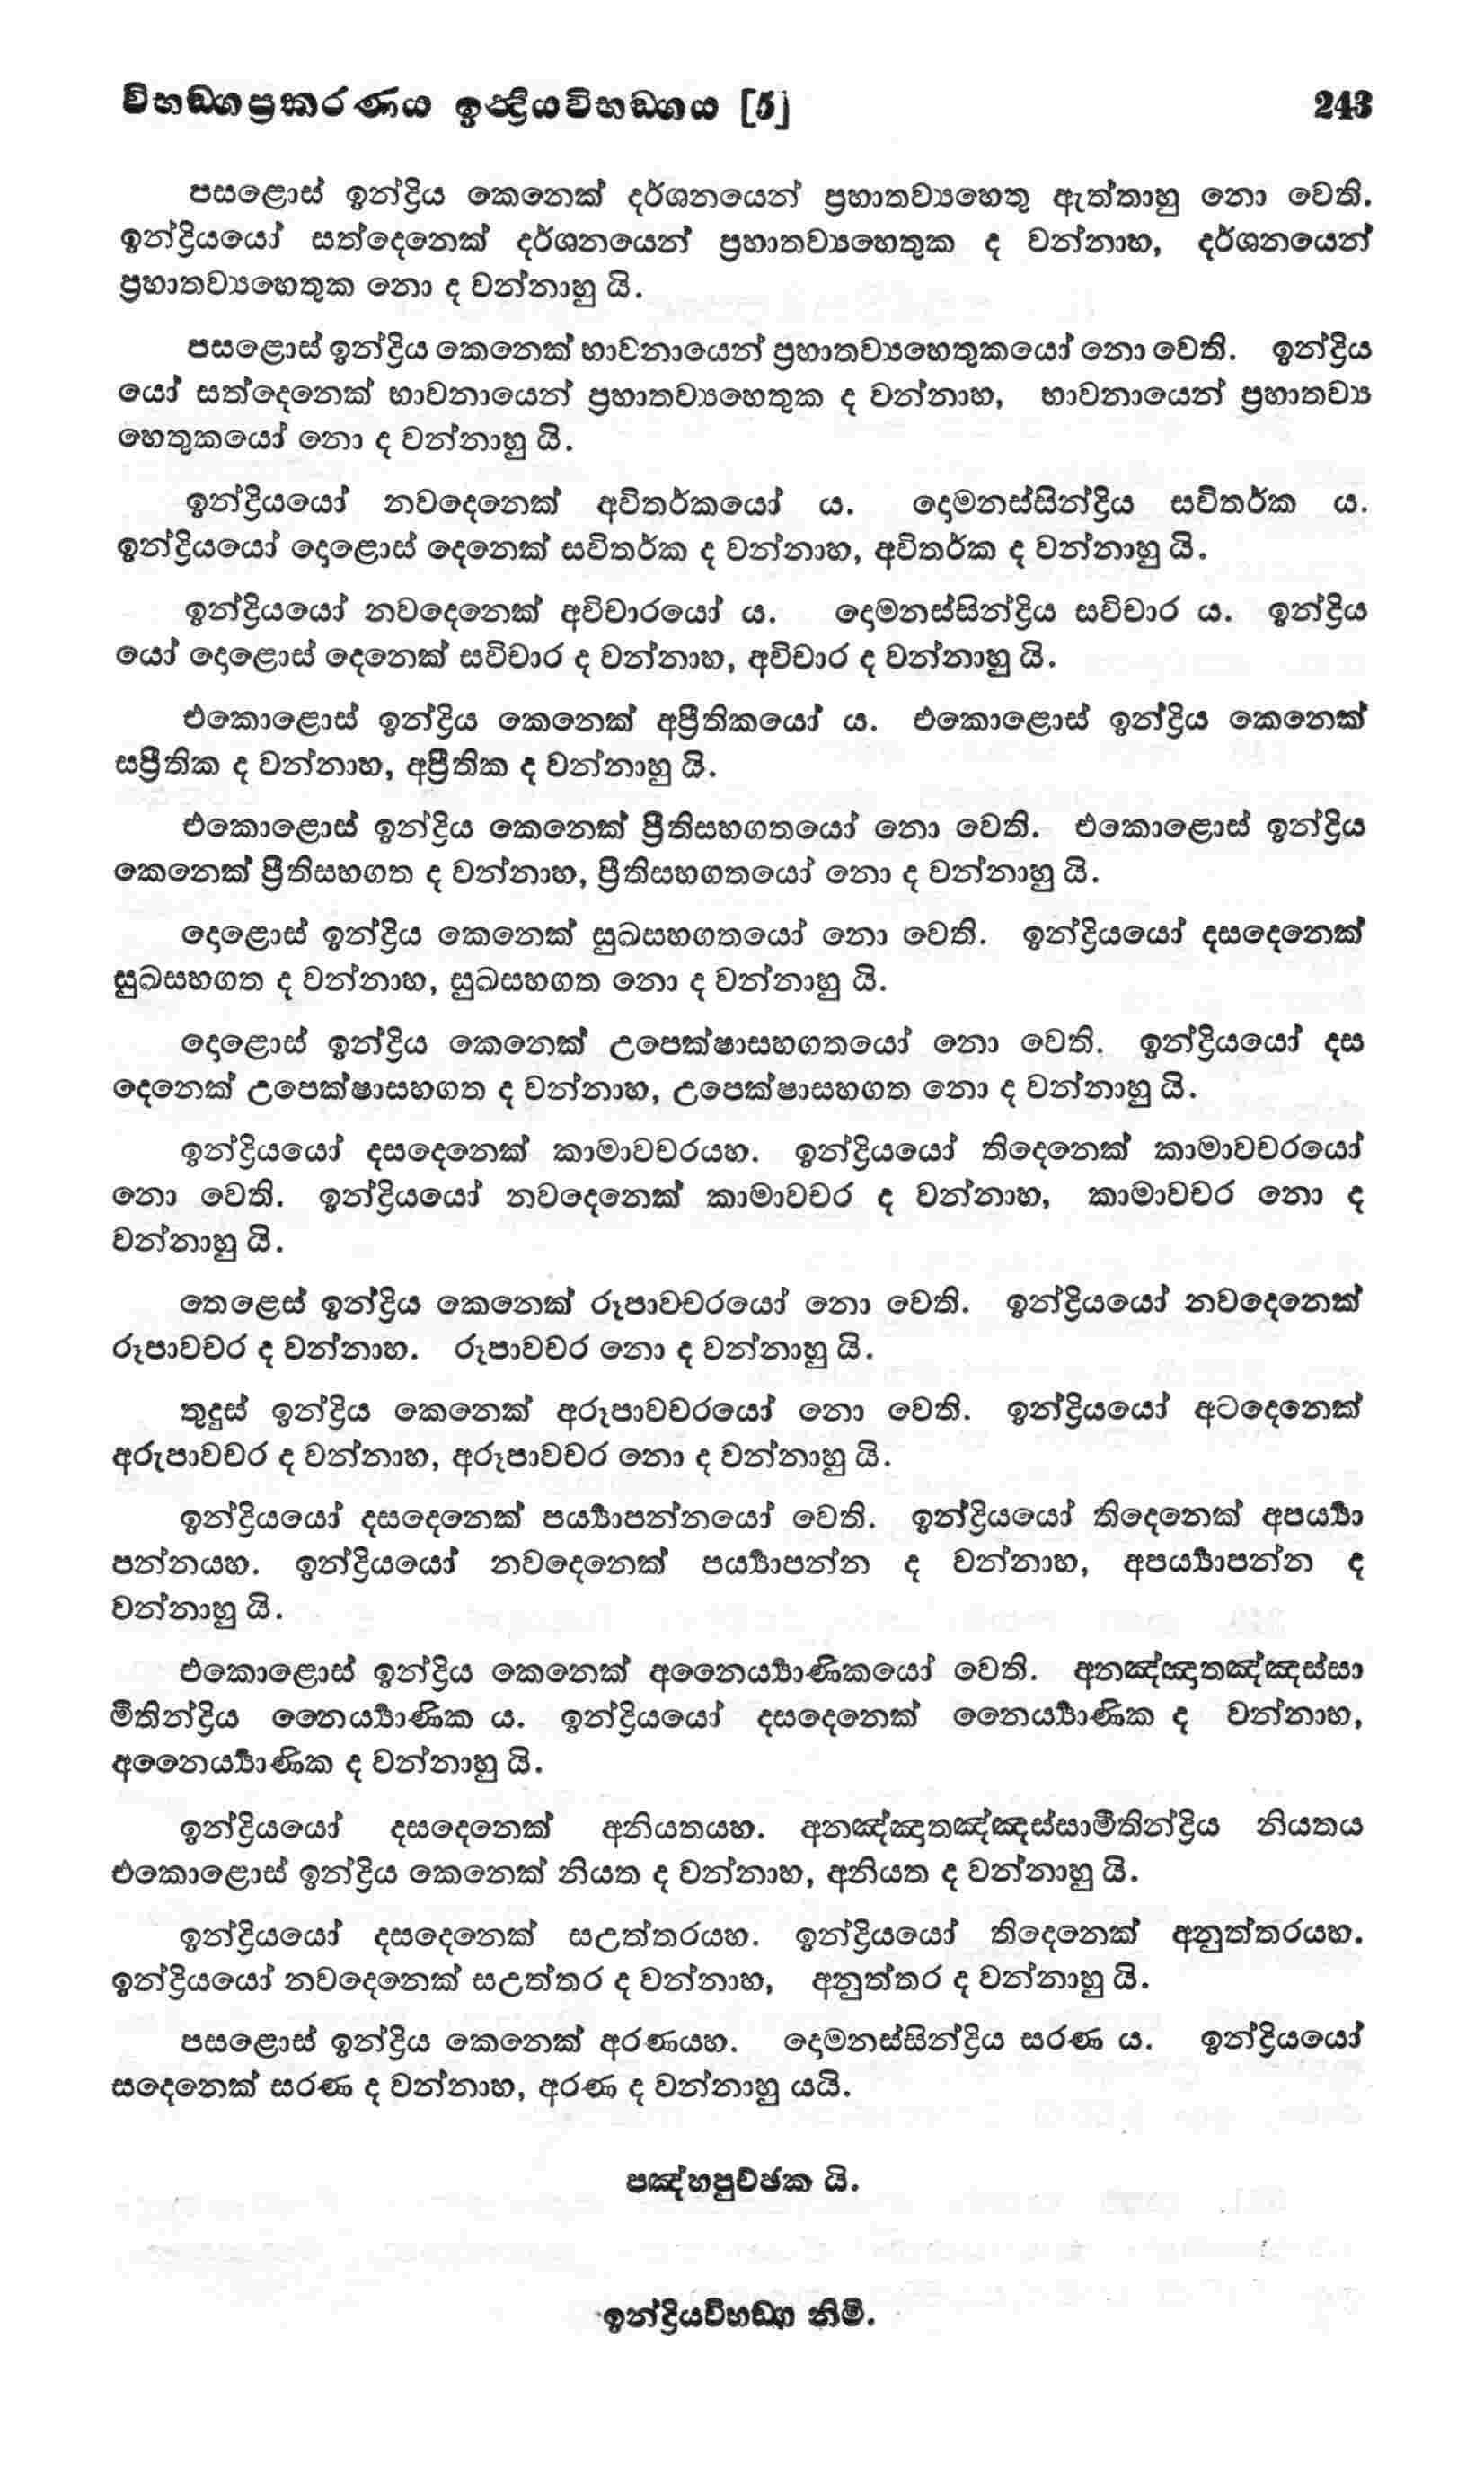 විභඞ්ගප්‍රකරණය ඉන්‍ද්‍රියවිභඞ්ගය [5] 243
පසළොස් ඉන්ද්‍රිය කෙනෙක් දර්ශනයෙන් ප්‍රහාතව්‍යහෙතු ඇත්තාහු නො වෙති.
ඉන්ද්‍රියයෝ සත්දෙනෙක් දර්ශනයෙන් ප්‍රහාතව්‍යහෙතුක ද වන්නාහ, දර්ශනයෙන්
ප්‍රහාතව්‍යහෙතුක නො ද වන්නාහු යි.
පසළොස් ඉන්ද්‍රිය කෙනෙක් භාවනායෙන් ප්‍රහාතව්‍යහෙතුකයෝ නො වෙති. ඉන්ද්‍රිය
යෝ සත්දෙනෙක් භාවනායෙන් ප්‍රහාතව්‍යහෙතුක ද වන්නාහ, භාවනායෙන් ප්‍රහාතව්‍ය
හෙතුකයෝ නො ද වන්නාහු යි.
ඉන්ද්‍රියයෝ නවදෙනෙක් අවිතර්කයෝ ය. දොමනස්සින්ද්‍රිය සවිතර්ක ය.
ඉන්ද්‍රියයෝ දොළොස් දෙනෙක් සවිතර්ක ද වන්නාහ, අවිතර්ක ද වන්නාහු යි.
ඉන්ද්‍රියයෝ නවදෙනෙක් අවිචාරයෝ ය. දොමනස්සින්ද්‍රිය සවිචාර ය. ඉන්ද්‍රිය
යෝ දොළොස් දෙනෙක් සවිචාර ද වන්නාහ, අවිචාර ද වන්නාහු යි.
එකොළොස් ඉන්ද්‍රිය කෙනෙක් අප්‍රීතිකයෝ ය. එකොළොස් ඉන්ද්‍රිය කෙනෙක්
සප්‍රීතික ද වන්නාහ, අප්‍රීතික ද වන්නාහු යි.
එකොළොස් ඉන්ද්‍රිය කෙනෙක් ප්‍රීතිසහගතයෝ නො වෙති. එකොළොස් ඉන්ද්‍රිය
කෙනෙක් ප්‍රීතිසහගත ද වන්නාහ, ප්‍රීතිසහගතයෝ නො ද වන්නාහු යි.
දොළොස් ඉන්ද්‍රිය කෙනෙක් සුඛසහගතයෝ නො වෙති. ඉන්ද්‍රියයෝ දසදෙනෙක්
සුඛසහගත ද වන්නාහ, සුඛසහගත නො ද වන්නාහු යි.
දොළොස් ඉන්ද්‍රිය කෙනෙක් උපෙක්ෂාසහගතයෝ නො වෙති. ඉන්ද්‍රියයෝ දස
දෙනෙක් උපෙක්ෂාසහගත ද වන්නාහ, උපෙක්ෂාසහගත නො ද වන්නාහු යි.
ඉන්ද්‍රියයෝ දසදෙනෙක් කාමාවචරයහ. ඉන්ද්‍රියයෝ තිදෙනෙක් කාමාවචරයෝ
නො වෙති. ඉන්ද්‍රියයෝ නවදෙනෙක් කාමාවචර ද වන්නාහ, කාමාවචර නො ද
වන්නාහු යි.
තෙළෙස් ඉන්ද්‍රිය කෙනෙක් රූපාවචරයෝ නො වෙති. ඉන්ද්‍රියයෝ නවදෙනෙක්
රූපාවචර ද වන්නාහ. රූපාවචර නො ද වන්නාහු යි.
තුදුස් ඉන්ද්‍රිය කෙනෙක් අරූපාවචරයෝ නො වෙති. ඉන්ද්‍රියයෝ අටදෙනෙක්
අරූපාවචර ද වන්නාහ, අරූපාවචර නො ද වන්නාහු යි.
ඉන්ද්‍රියයෝ දසදෙනෙක් පර්‍ය්‍යාපන්නයෝ වෙති. ඉන්ද්‍රියයෝ තිදෙනෙක් අපර්‍ය්‍යා
පන්නයහ. ඉන්ද්‍රියයෝ නවදෙනෙක් පර්‍ය්‍යාපන්න ද වන්නාහ, අපර්‍ය්‍යාපන්න ද
වන්නාහු යි.
එකොළොස් ඉන්ද්‍රිය කෙනෙක් අනෛර්‍ය්‍යාණිකයෝ වෙති. අනඤ්ඤාතඤ්ඤස්සා
මීතින්ද්‍රිය නෛර්‍ය්‍යාණික ය. ඉන්ද්‍රියයෝ දසදෙනෙක් නෛර්‍ය්‍යාණික ද වන්නාහ,
අනෛර්‍ය්‍යාණික ද වන්නාහු යි.
ඉන්ද්‍රියයෝ දසදෙනෙක් අනියතයහ. අනඤ්ඤාතඤ්ඤස්සාමීතින්ද්‍රිය නියතය
එකොළොස් ඉන්ද්‍රිය කෙනෙක් නියත ද වන්නාහ, අනියත ද වන්නාහු යි.
ඉන්ද්‍රියයෝ දසදෙනෙක් සඋත්තරයහ. ඉන්ද්‍රියයෝ තිදෙනෙක් අනුත්තරයහ.
ඉන්ද්‍රියයෝ නවදෙනෙක් සඋත්තර ද වන්නාහ, අනුත්තර ද වන්නාහු යි.
පසළොස් ඉන්ද්‍රිය කෙනෙක් අරණයහ. දොමනස්සින්ද්‍රිය සරණ ය. ඉන්ද්‍රියයෝ
සදෙනෙක් සරණ ද වන්නාහ, අරණ ද වන්නාහු යයි.
පඤ්හපුච්ඡක යි.
ඉන්ද්‍රියවිභඞ්ග නිමි.